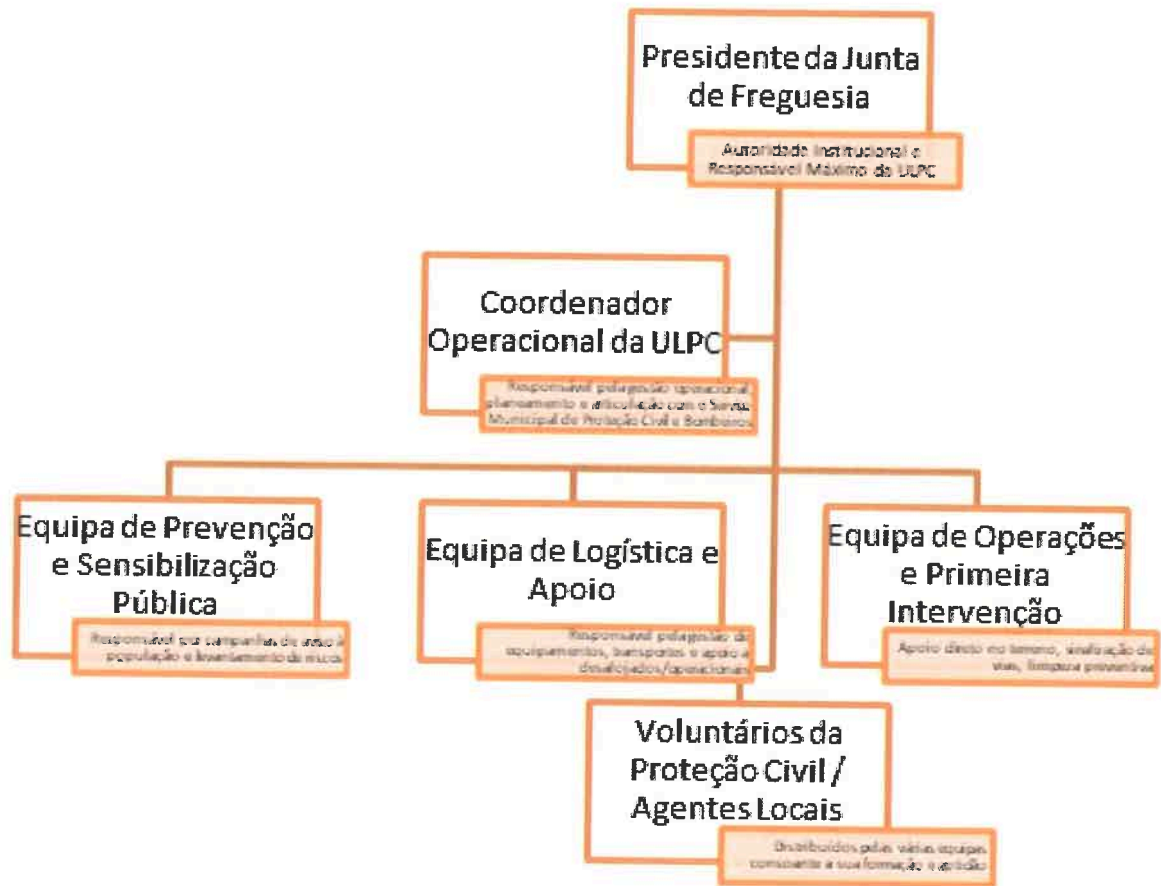 Presidente da Junta
de Freguesia
Autoridade Institucional e
Responsável Máximo da ULPC
Coordenador
Operacional da ULPC
Responsável pela gestão operacional,
planeamento e articulação com o Serviço
Municipal de Proteção Civil e Bombeiros
Equipa de Prevenção
e Sensibilização
Pública
Responsável por campanhas de aviso à
população e levantamento de riscos
Equipa de Logística e
Apoio
Responsável pela gestão de
equipamentos, transportes e apoio a
desalojados/operacionais
Equipa de Operações
e Primeira
Intervenção
Apoio direto no terreno, sinalização de
vias, limpeza preventiva
Voluntários da
Proteção Civil /
Agentes Locais
Distribuídos pelas várias equipas
consoante a sua formação e aptidão